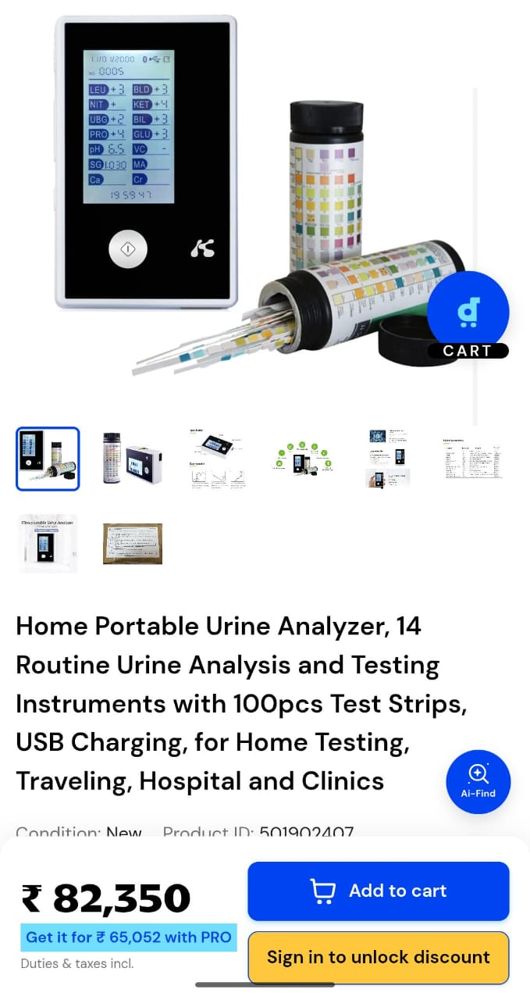 11/01/2000
NO. 0005
LEU +3 BLD +3
NIT + KET +4
UBG +2 BIL +3
PRO +4 GLU +3
pH 6.5 VC -
SG 1.030 MA
Ca Cr
19 59 47
CART
Home Portable Urine Analyzer, 14
Routine Urine Analysis and Testing
Instruments with 100pcs Test Strips,
USB Charging, for Home Testing,
Traveling, Hospital and Clinics
Ai-Find
Condition: New Product ID: 501902407
₹ 82,350
Add to cart
Get it for ₹ 65,052 with PRO
Duties & taxes incl.
Sign in to unlock discount